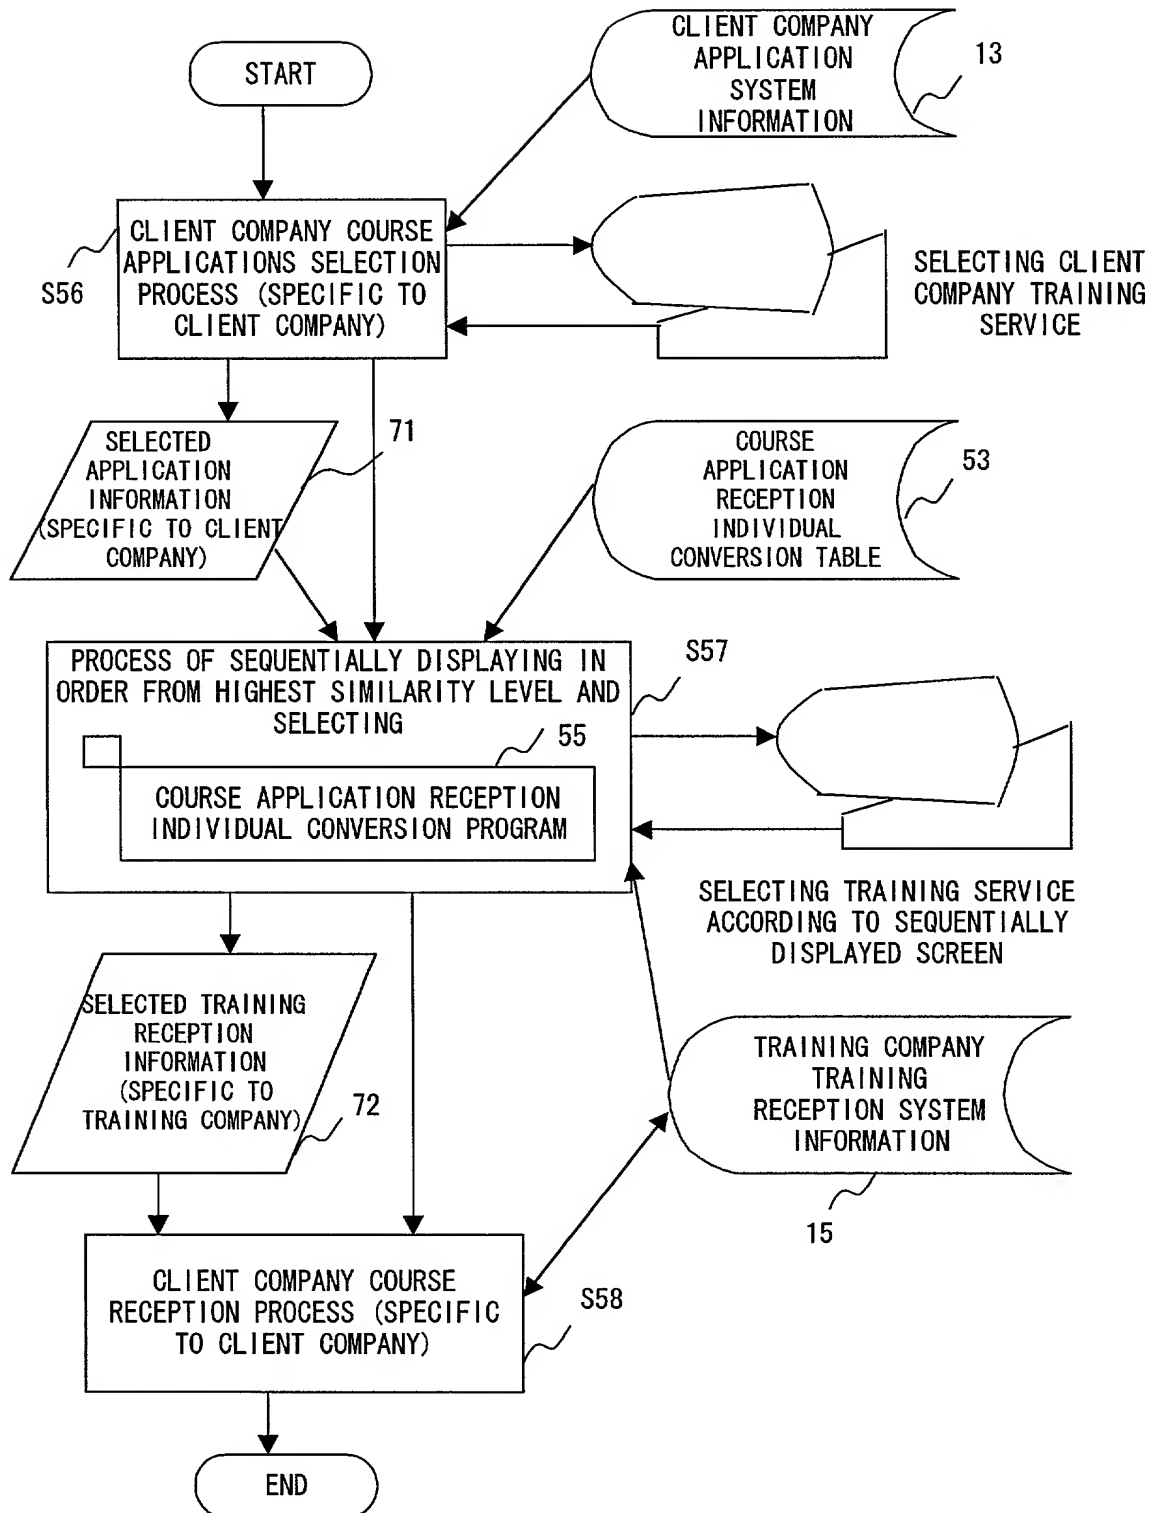 START
CLIENT COMPANY
APPLICATION
SYSTEM
INFORMATION
13
CLIENT COMPANY COURSE
APPLICATIONS SELECTION
PROCESS (SPECIFIC TO
CLIENT COMPANY)
S56
SELECTING CLIENT
COMPANY TRAINING
SERVICE
SELECTED
APPLICATION
INFORMATION
(SPECIFIC TO CLIENT
COMPANY)
71
COURSE
APPLICATION
RECEPTION
INDIVIDUAL
CONVERSION TABLE
53
PROCESS OF SEQUENTIALLY DISPLAYING IN
ORDER FROM HIGHEST SIMILARITY LEVEL AND
SELECTING
S57
55
COURSE APPLICATION RECEPTION
INDIVIDUAL CONVERSION PROGRAM
SELECTING TRAINING SERVICE
ACCORDING TO SEQUENTIALLY
DISPLAYED SCREEN
SELECTED TRAINING
RECEPTION
INFORMATION
(SPECIFIC TO
TRAINING COMPANY)
72
TRAINING COMPANY
TRAINING
RECEPTION SYSTEM
INFORMATION
15
CLIENT COMPANY COURSE
RECEPTION PROCESS (SPECIFIC
TO CLIENT COMPANY)
S58
END